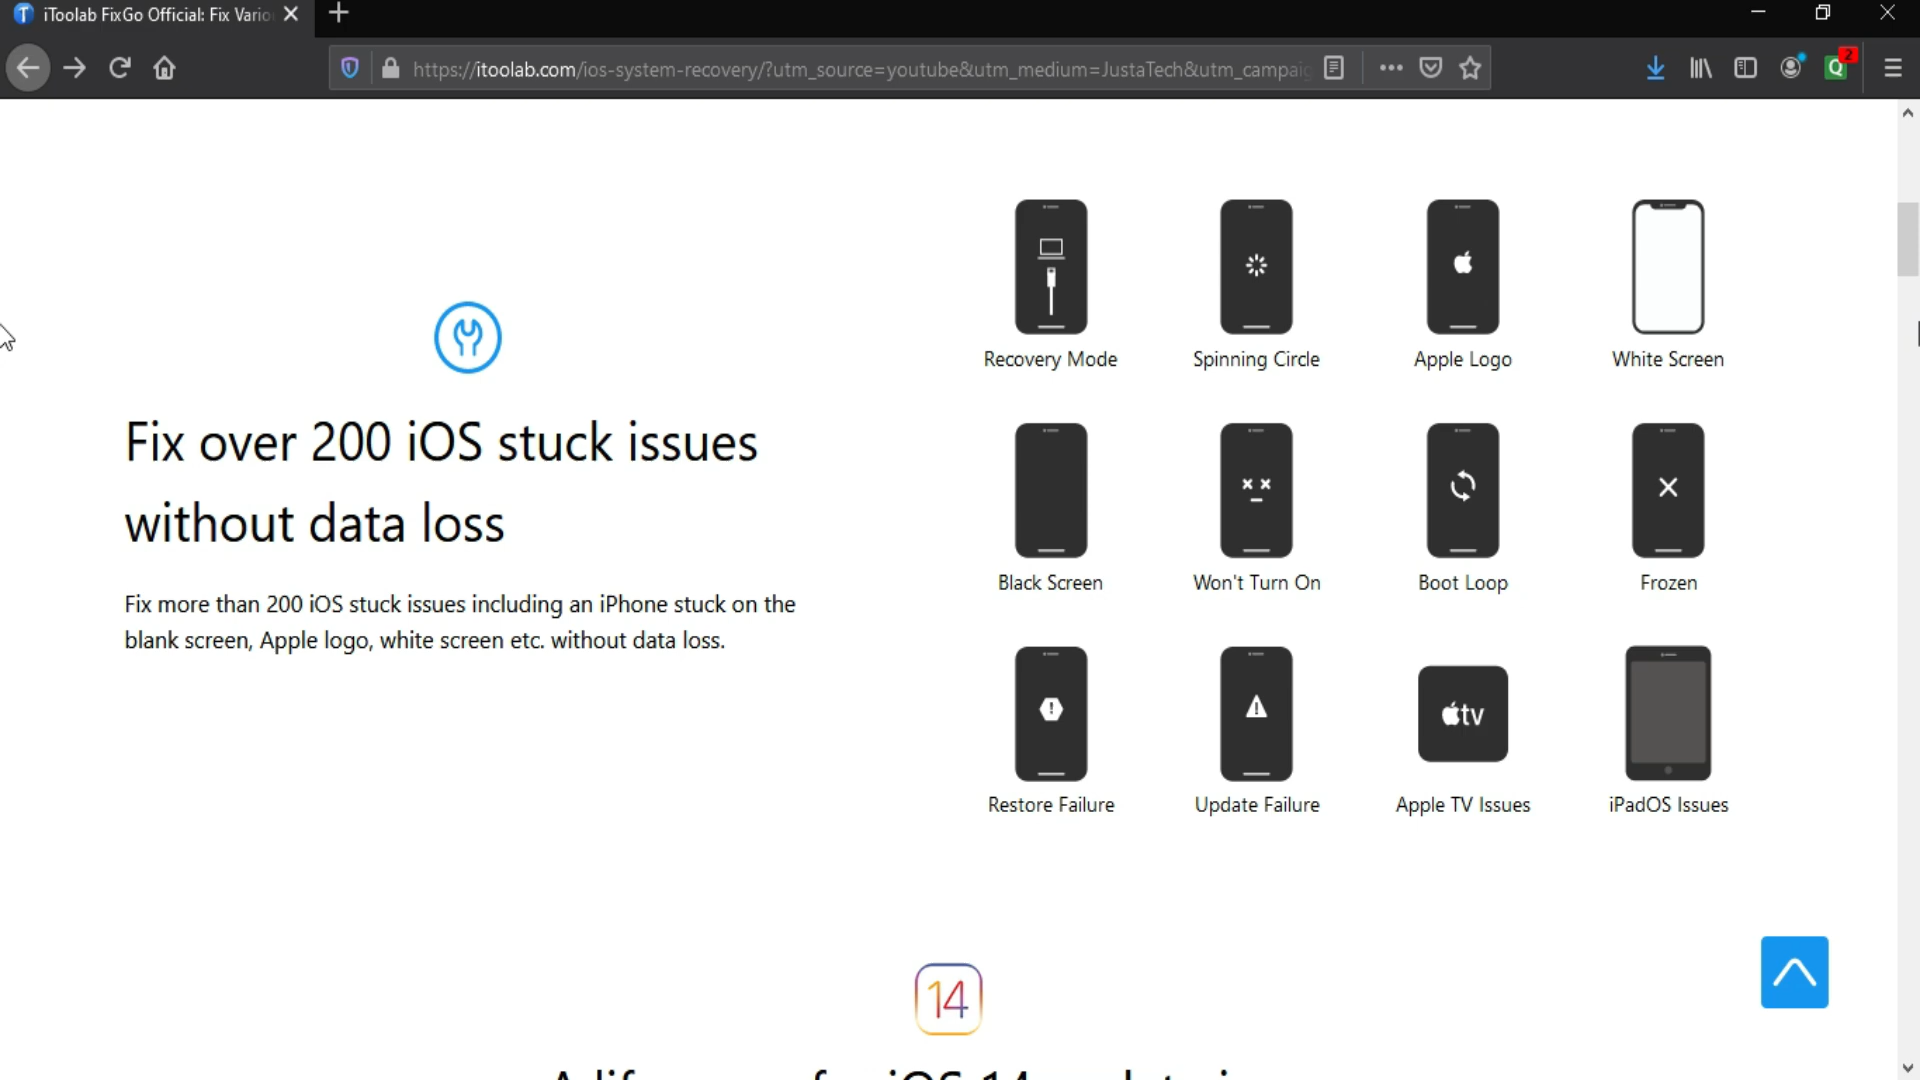 iToolab FixGo Official: Fix Vario
https://itoolab.com/ios-system-recovery/?utm_source=youtube&utm_medium=JustaTech&utm_campaig
Q
2
Recovery Mode
Spinning Circle
Apple Logo
White Screen
Fix over 200 iOS stuck issues
without data loss
Fix more than 200 iOS stuck issues including an iPhone stuck on the
blank screen, Apple logo, white screen etc. without data loss.
Black Screen
Won't Turn On
Boot Loop
Frozen
tv
Restore Failure
Update Failure
Apple TV Issues
iPadOS Issues
14